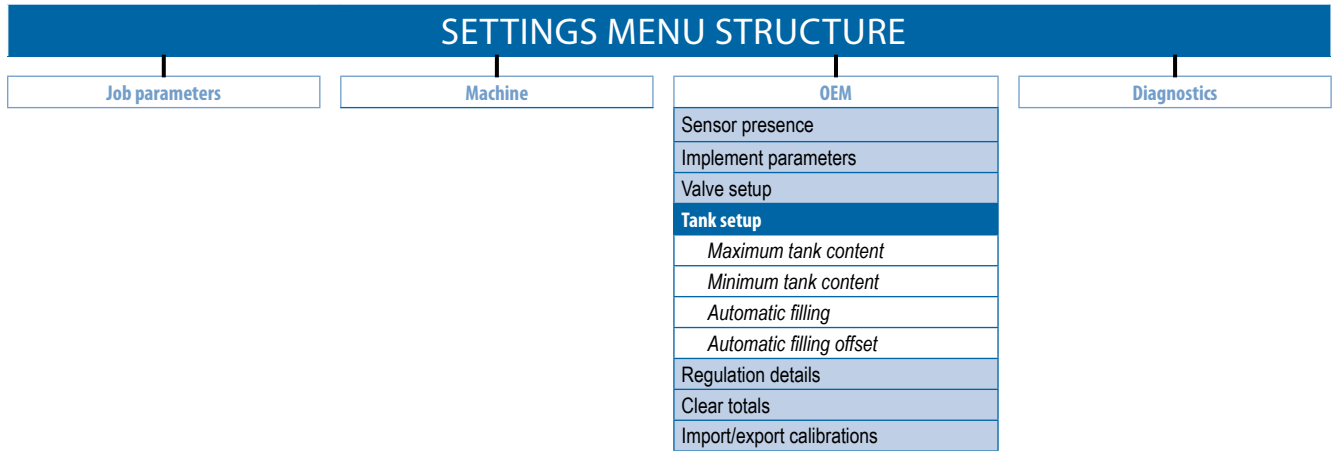 SETTINGS MENU STRUCTURE
Job parameters
Machine
OEM
Diagnostics
Sensor presence
Implement parameters
Valve setup
Tank setup
Maximum tank content
Minimum tank content
Automatic filling
Automatic filling offset
Regulation details
Clear totals
Import/export calibrations